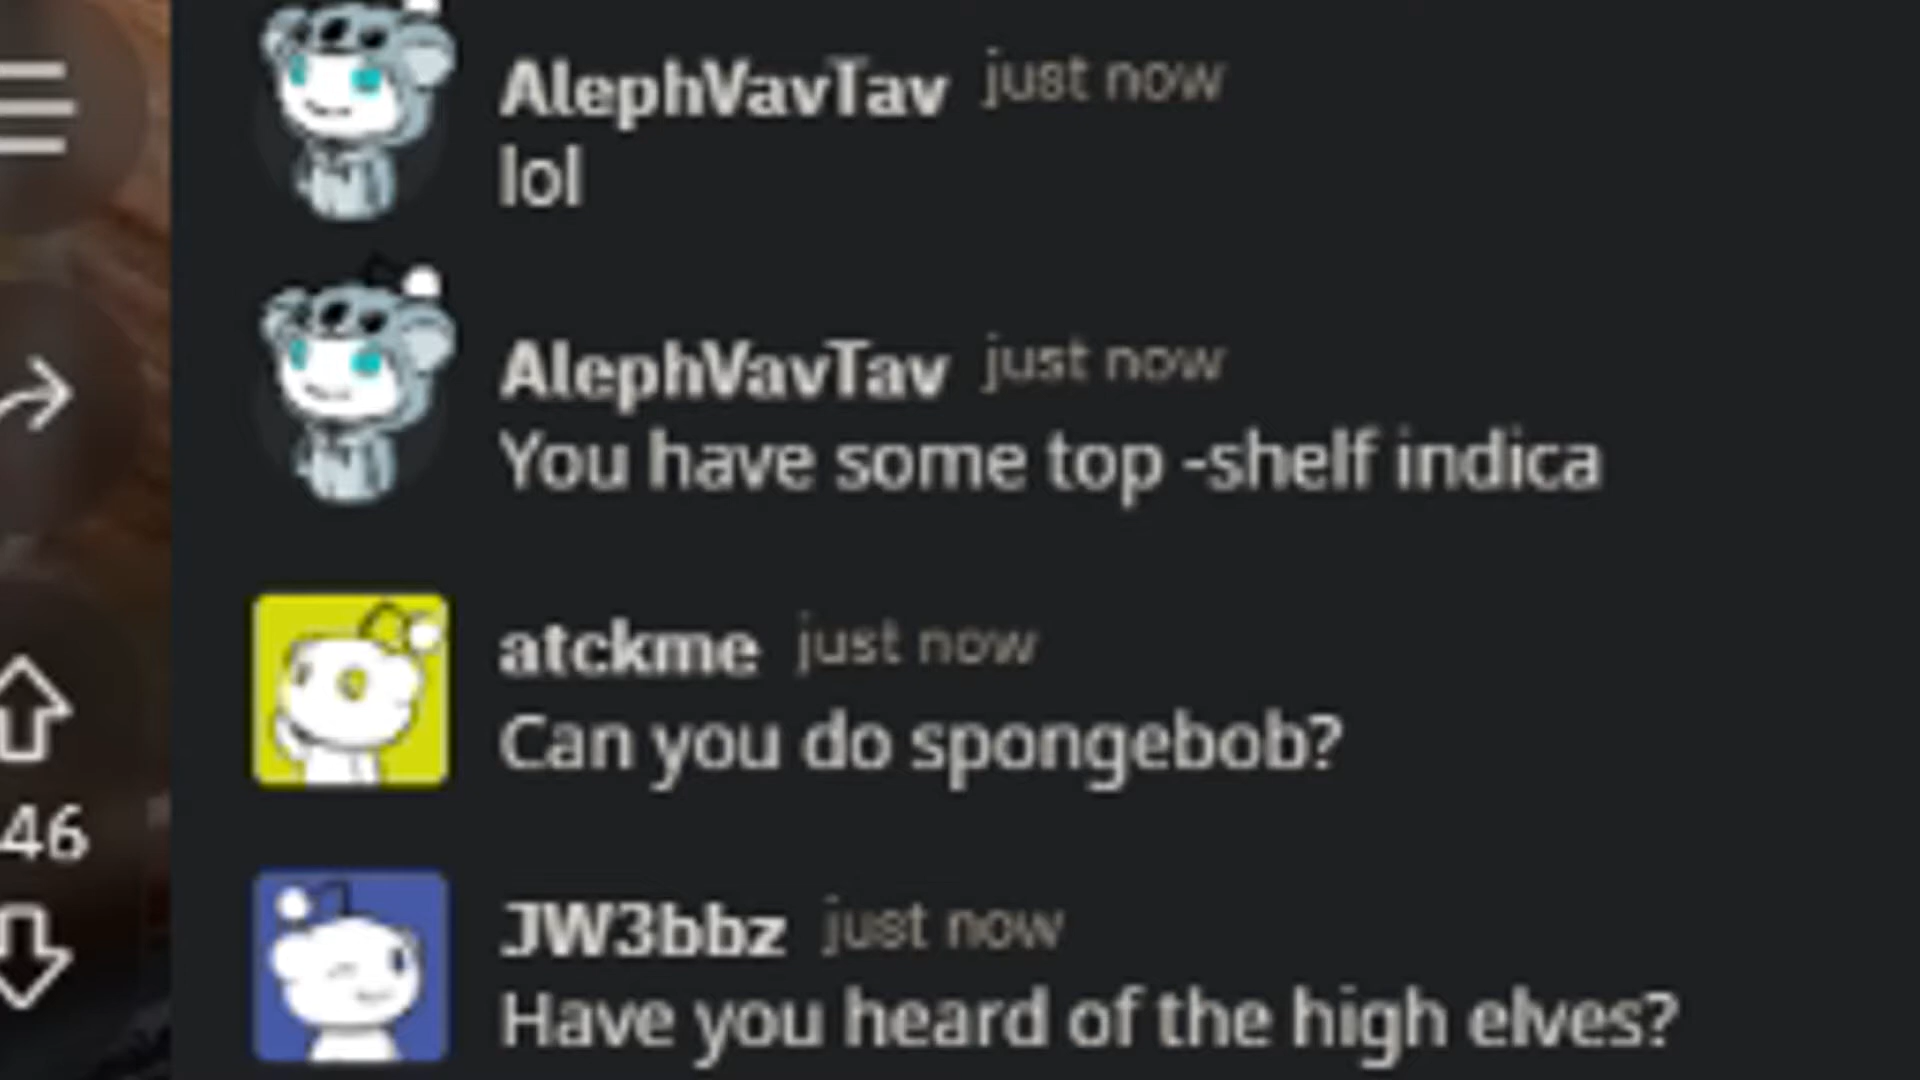 AlephVavTav just now
lol
AlephVavTav just now
You have some top -shelf indica
atckme just now
Can you do spongebob?
46
JW3bbz just now
Have you heard of the high elves?